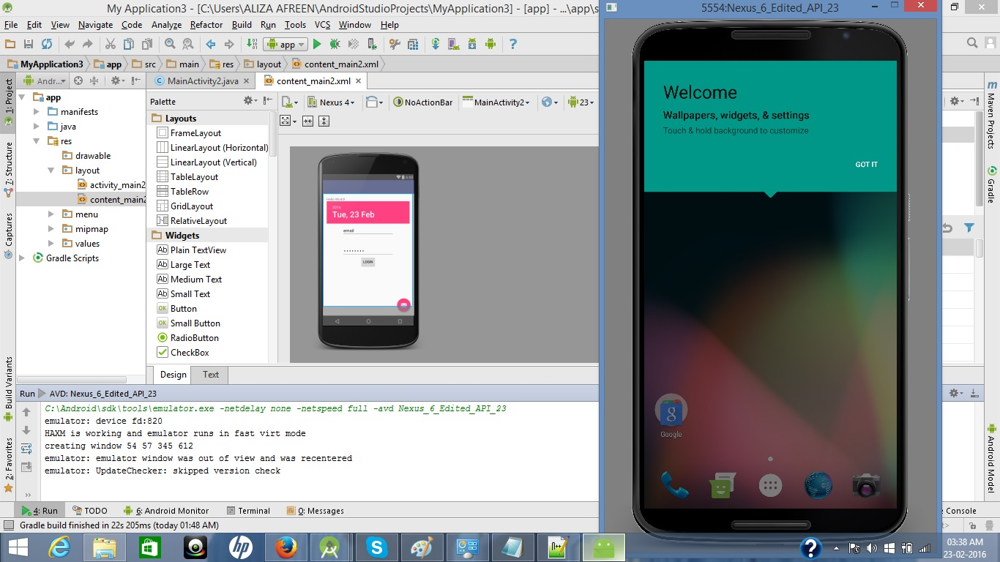 My Application3 - [C:\Users\ALIZA AFREEN\AndroidStudioProjects\MyApplication3] - [app] - ...\app\s
5554:Nexus_6_Edited_API_23
File Edit View Navigate Code Analyze Refactor Build Run Tools VCS Window Help
app
MyApplication3 app src main res layout content_main2.xml
1: Project
7: Structure
Captures
Build Variants
2: Favorites
Andr...
MainActivity2.java
content_main2.xml
app
manifests
java
res
drawable
layout
activity_main2
content_main2
menu
mipmap
values
Gradle Scripts
Palette
Layouts
FrameLayout
LinearLayout (Horizontal)
LinearLayout (Vertical)
TableLayout
TableRow
GridLayout
RelativeLayout
Widgets
Ab Plain TextView
Ab Large Text
Ab Medium Text
Ab Small Text
OK Button
OK Small Button
RadioButton
CheckBox
Nexus 4 NoActionBar MainActivity2 23
Hello World!
2016
Tue, 23 Feb
email
LOGIN
Design Text
Welcome
Wallpapers, widgets, & settings
Touch & hold background to customize
GOT IT
Google
Maven Projects
Gradle
Android Model
Run AVD: Nexus_6_Edited_API_23
C:\Android\sdk\tools\emulator.exe -netdelay none -netspeed full -avd Nexus_6_Edited_API_23
emulator: device fd:820
HAXM is working and emulator runs in fast virt mode
creating window 54 57 345 612
emulator: emulator window was out of view and was recentered
emulator: UpdateChecker: skipped version check
4: Run TODO 6: Android Monitor Terminal 0: Messages
e Console
Gradle build finished in 22s 205ms (today 01:48 AM)
03:38 AM
23-02-2016